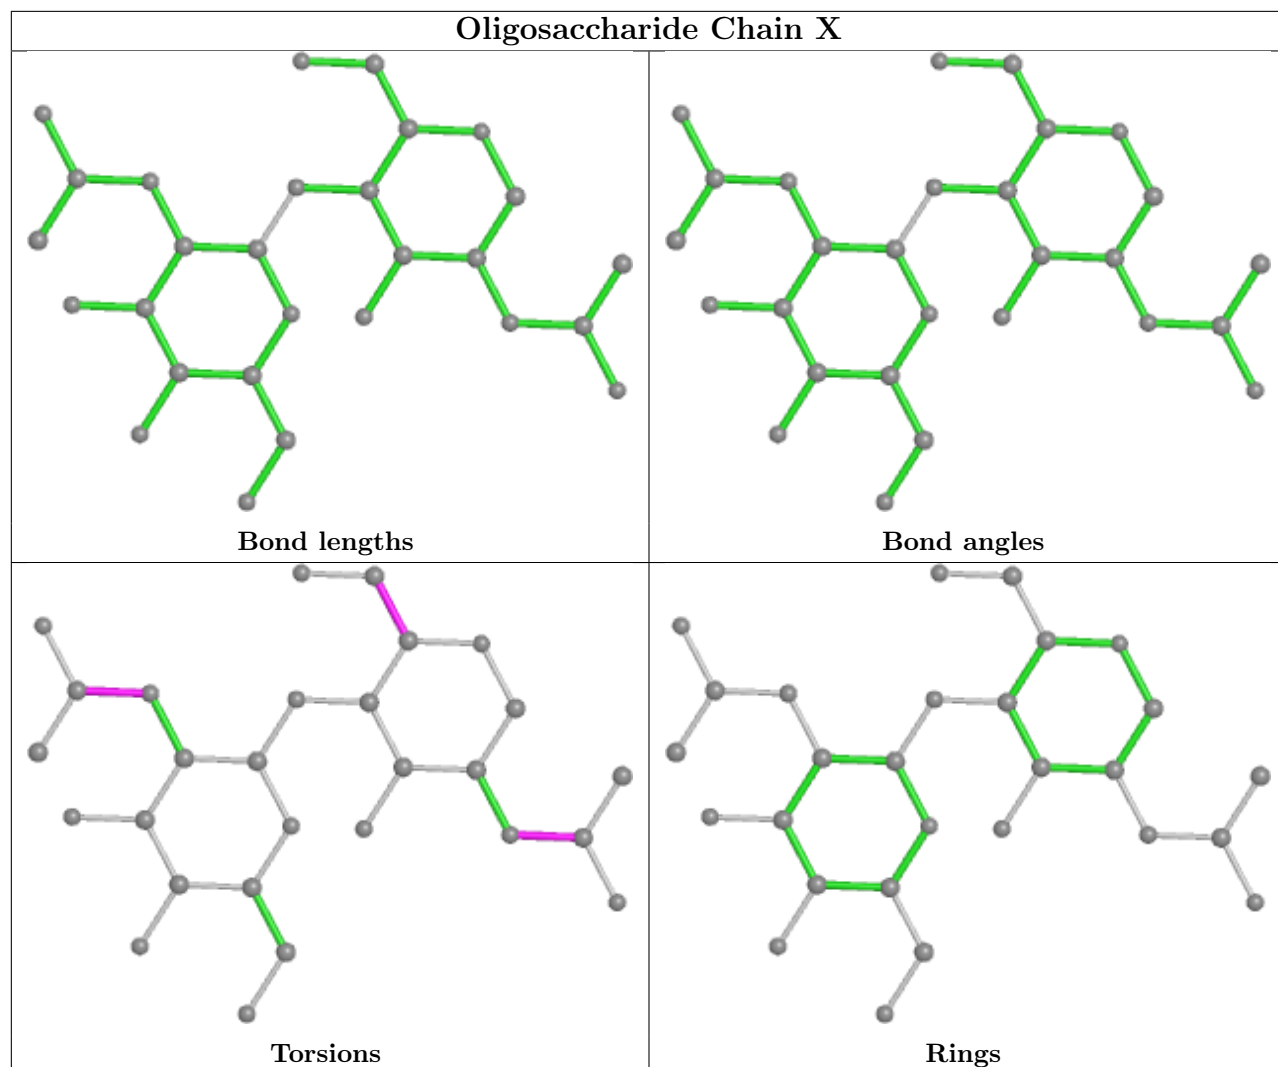 Oligosaccharide Chain X
Bond lengths
Bond angles
Torsions
Rings